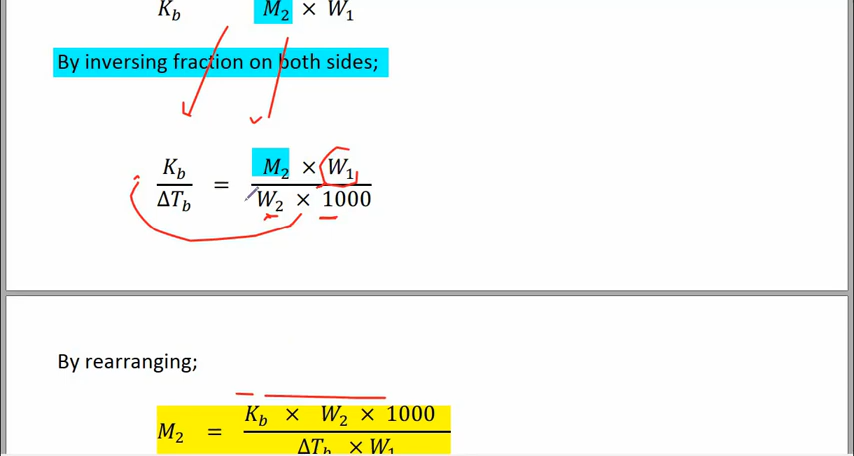 K_b M_2 × W_1
By inversing fraction on both sides;
K_b / ΔT_b = M_2 × W_1 / W_2 × 1000
By rearranging;
M_2 = K_b × W_2 × 1000 / ΔT_b × W_1